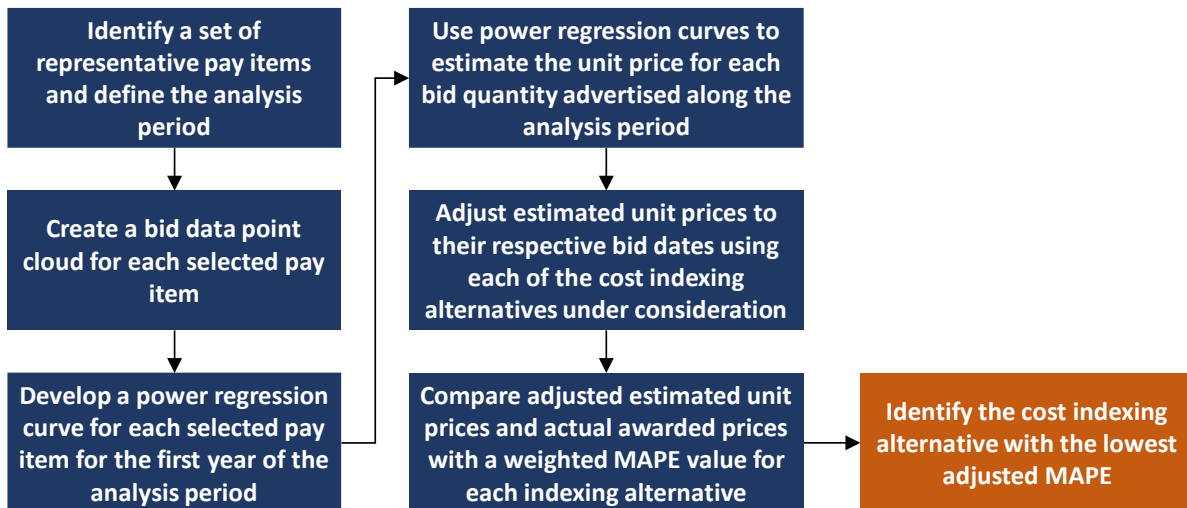 Identify a set of
representative pay items
and define the analysis
period
Create a bid data point
cloud for each selected pay
item
Develop a power regression
curve for each selected pay
item for the first year of the
analysis period
Use power regression curves to
estimate the unit price for each
bid quantity advertised along the
analysis period
Adjust estimated unit prices to
their respective bid dates using
each of the cost indexing
alternatives under consideration
Compare adjusted estimated unit
prices and actual awarded prices
with a weighted MAPE value for
each indexing alternative
Identify the cost indexing
alternative with the lowest
adjusted MAPE